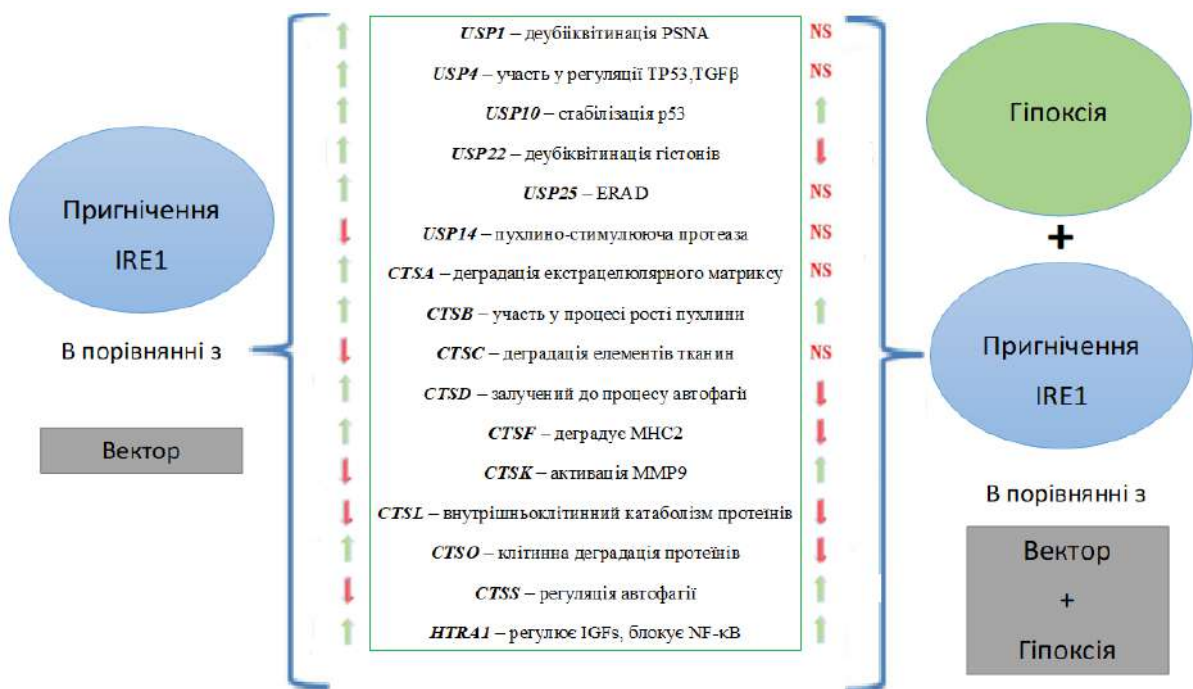 Пригнічення
IRE1
В порівнянні з
Вектор
USP1 – деубіквітинація PSNA NS
USP4 – участь у регуляції TP53,TGFβ NS
USP10 – стабілізація p53
USP22 – деубіквітинація гістонів
USP25 – ERAD NS
USP14 – пухлино-стимулююча протеаза NS
CTSA – деградація екстрацелюлярного матриксу NS
CTSB – участь у процесі рості пухлини
CTSC – деградація елементів тканин NS
CTSD – залучений до процесу автофагії
CTSF – деградує MHC2
CTSK – активація MMP9
CTSL – внутрішньоклітинний катаболізм протеїнів
CTSO – клітинна деградація протеїнів
CTSS – регуляція автофагії
HTRA1 – регулює IGFs, блокує NF-κB
Гіпоксія
+
Пригнічення
IRE1
В порівнянні з
Вектор
+
Гіпоксія